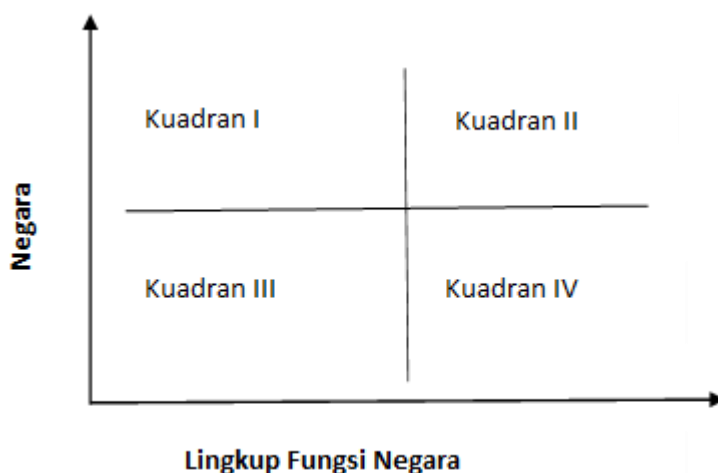 Kuadran I
Kuadran II
Negara
Kuadran III
Kuadran IV
Lingkup Fungsi Negara